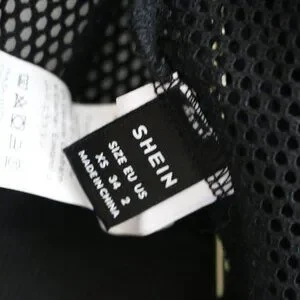 SHEIN
SIZE EU US
XS 34 2
MADE IN CHINA